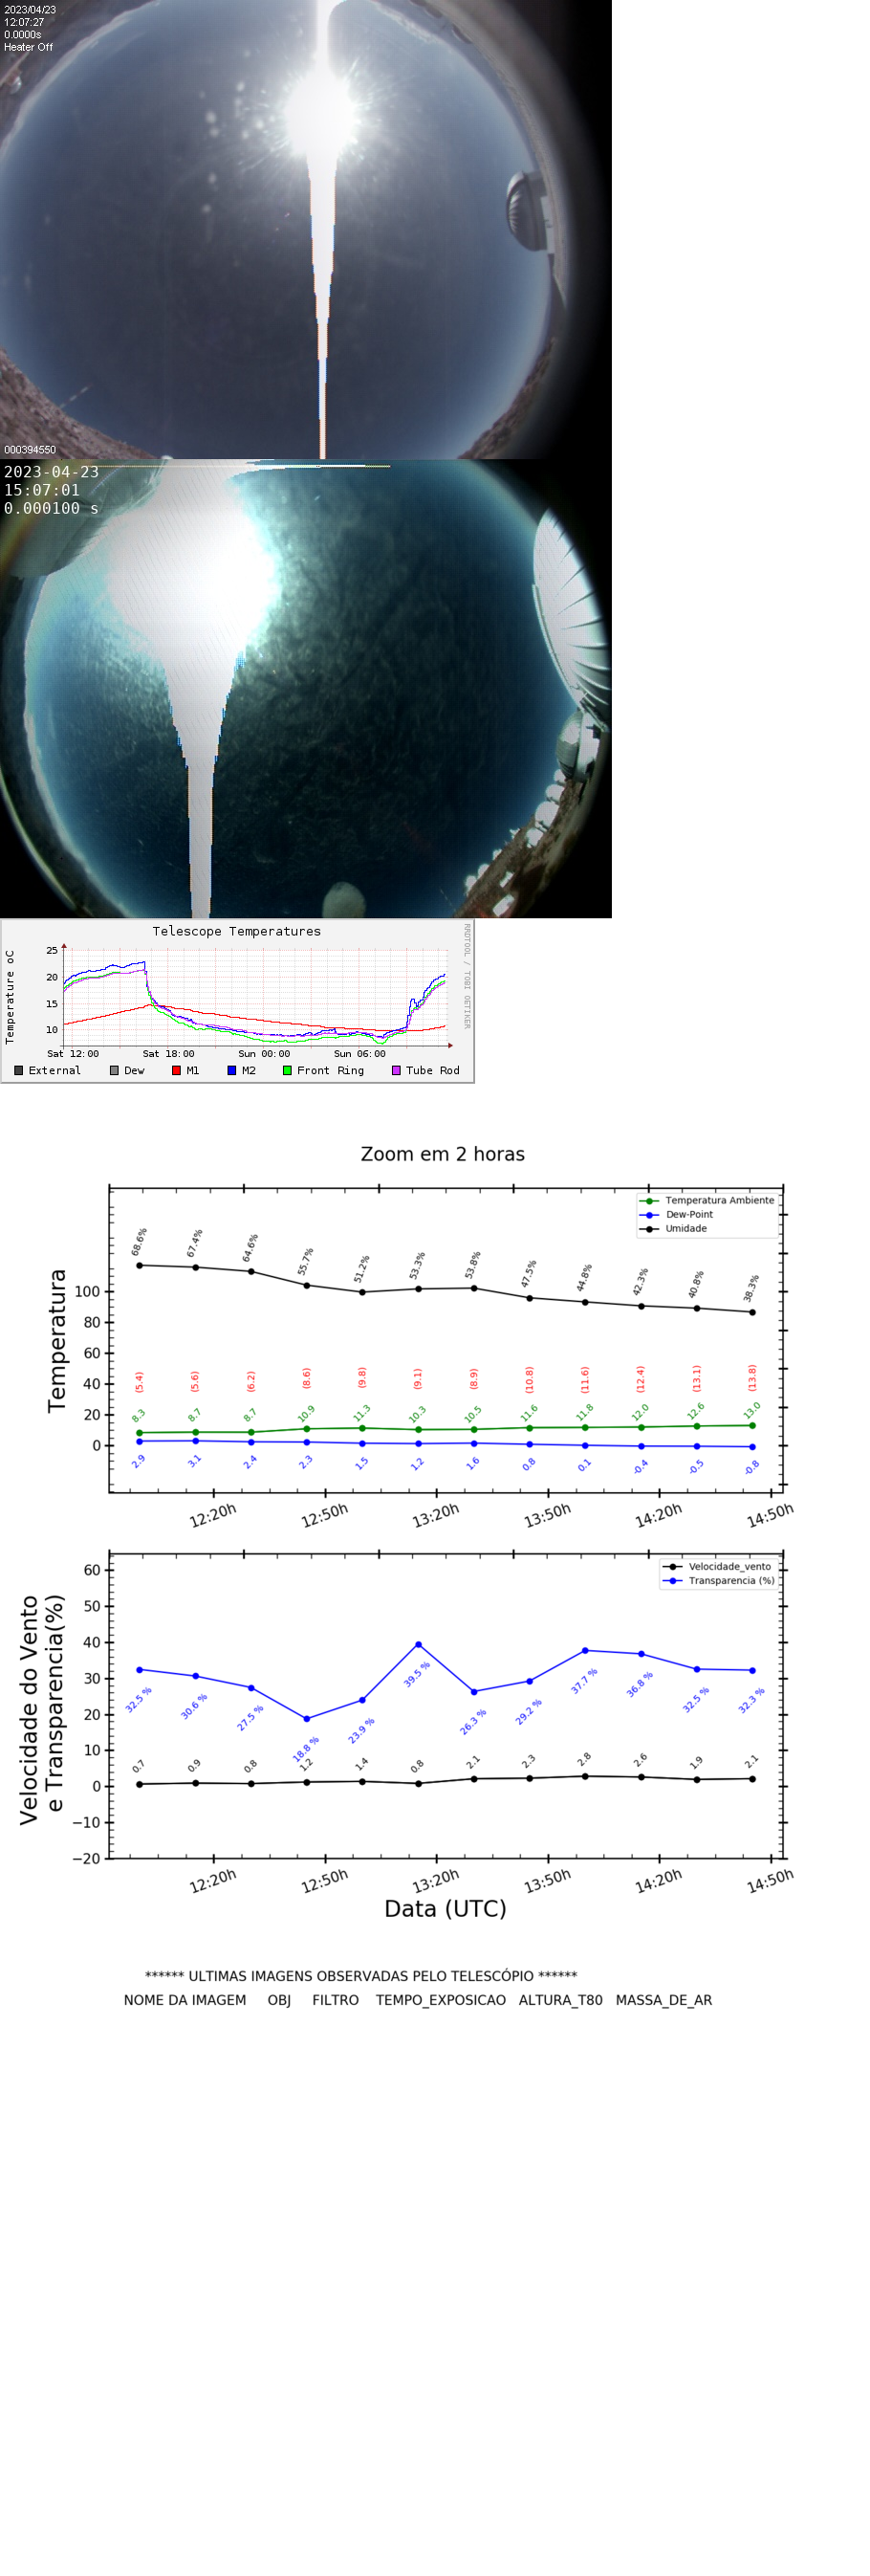 2023/04/23
12:07:27
0.0000s
Heater Off
000394550
2023-04-23
15:07:01
0.000100 s
Telescope Temperatures
RRDTOOL / TOBI OETIKER
Temperature oC
25
20
15
10
Sat 12:00 Sat 18:00 Sun 00:00 Sun 06:00
External Dew M1 M2 Front Ring Tube Rod
Zoom em 2 horas
Temperatura Ambiente
Dew-Point
Umidade
68.6% 67.4% 64.6% 55.7% 51.2% 53.3% 53.8% 47.5% 44.8% 42.3% 40.8% 38.3%
Temperatura
100
80
60
40
20
0
(5.4) (5.6) (6.2) (8.6) (9.8) (9.1) (8.9) (10.8) (11.6) (12.4) (13.1) (13.8)
8.3 8.7 8.7 10.9 11.3 10.3 10.5 11.6 11.8 12.0 12.6 13.0
2.9 3.1 2.4 2.3 1.5 1.2 1.6 0.8 0.1 -0.4 -0.5 -0.8
12:20h 12:50h 13:20h 13:50h 14:20h 14:50h
Velocidade_vento
Transparencia (%)
Velocidade do Vento
e Transparencia(%)
60
50
40
30
20
10
0
−10
−20
32.5 % 30.6 % 27.5 % 18.8 % 23.9 % 39.5 % 26.3 % 29.2 % 37.7 % 36.8 % 32.5 % 32.3 %
0.7 0.9 0.8 1.2 1.4 0.8 2.1 2.3 2.8 2.6 1.9 2.1
12:20h 12:50h 13:20h 13:50h 14:20h 14:50h
Data (UTC)
****** ULTIMAS IMAGENS OBSERVADAS PELO TELESCÓPIO ******
NOME DA IMAGEM OBJ FILTRO TEMPO_EXPOSICAO ALTURA_T80 MASSA_DE_AR